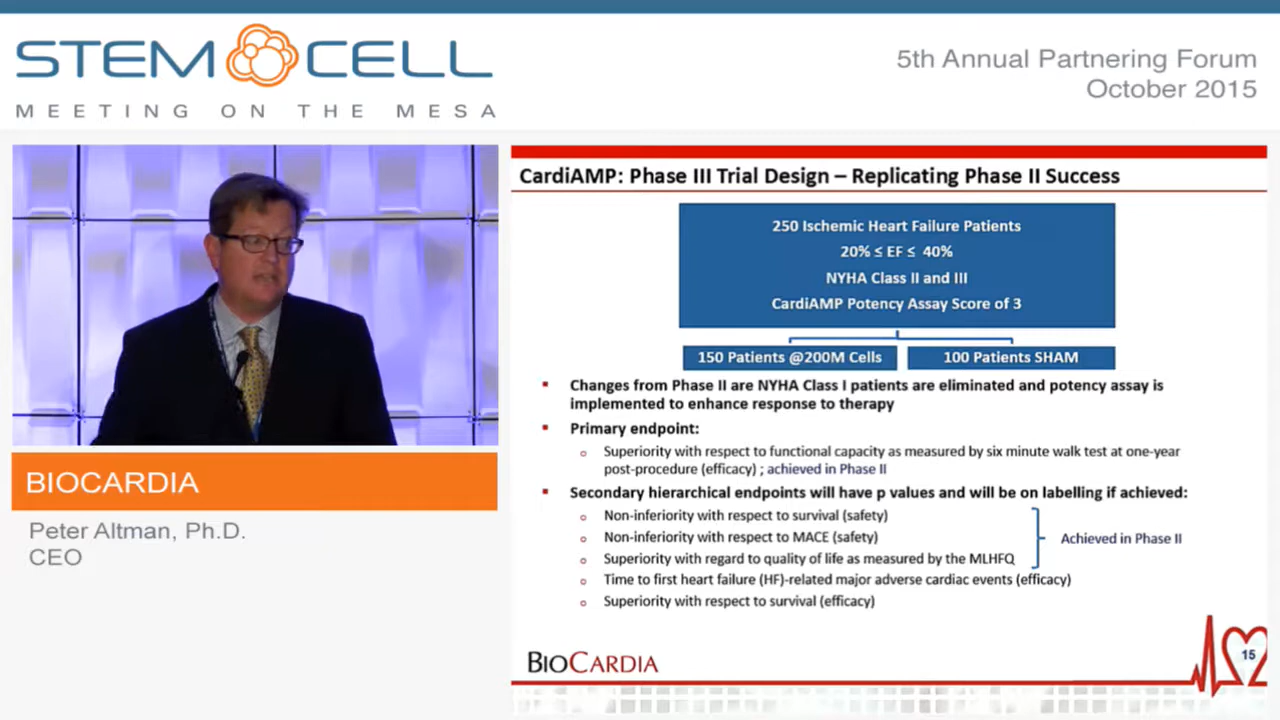 STEM CELL
MEETING ON THE MESA
5th Annual Partnering Forum
October 2015
BIOCARDIA
Peter Altman, Ph.D.
CEO
CardiAMP: Phase III Trial Design – Replicating Phase II Success
250 Ischemic Heart Failure Patients
20% ≤ EF ≤ 40%
NYHA Class II and III
CardiAMP Potency Assay Score of 3
150 Patients @200M Cells
100 Patients SHAM
Changes from Phase II are NYHA Class I patients are eliminated and potency assay is
implemented to enhance response to therapy
Primary endpoint:
Superiority with respect to functional capacity as measured by six minute walk test at one-year
post-procedure (efficacy) ; achieved in Phase II
Secondary hierarchical endpoints will have p values and will be on labelling if achieved:
Non-inferiority with respect to survival (safety)
Non-inferiority with respect to MACE (safety)
Superiority with regard to quality of life as measured by the MLHFQ
Achieved in Phase II
Time to first heart failure (HF)-related major adverse cardiac events (efficacy)
Superiority with respect to survival (efficacy)
BIOCARDIA
15